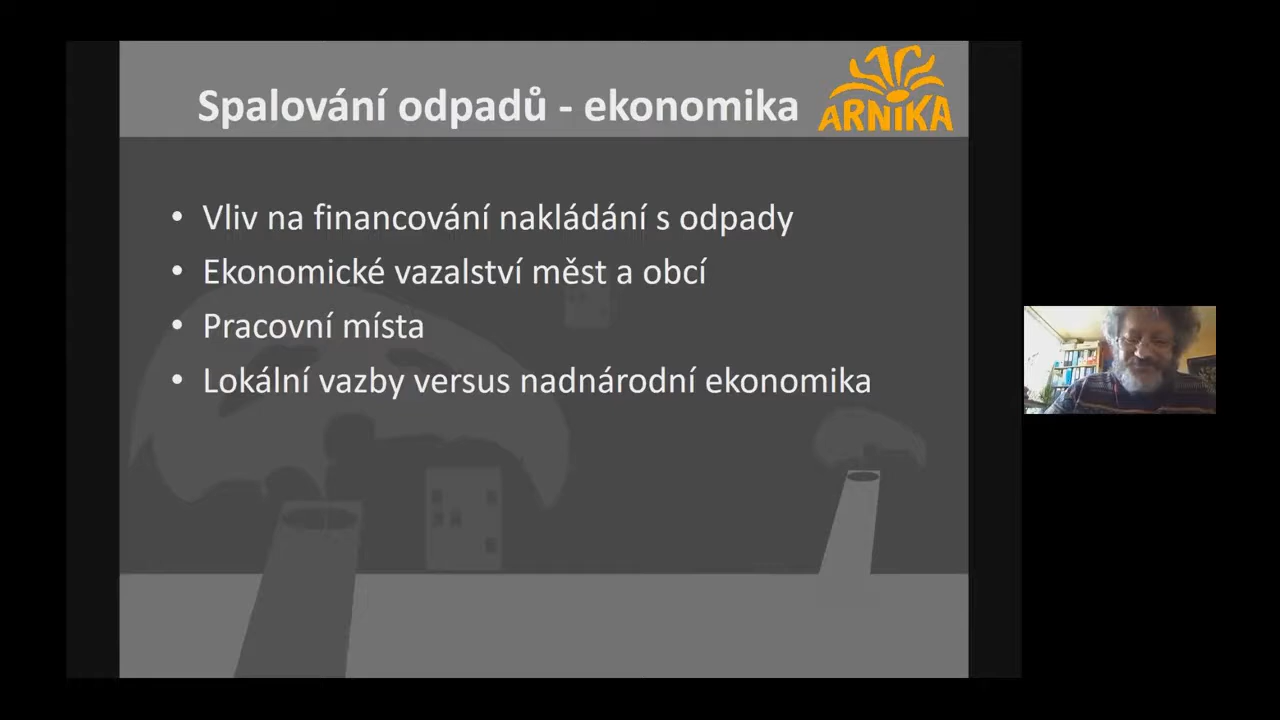 Spalování odpadů - ekonomika
ARNIKA
• Vliv na financování nakládání s odpady
• Ekonomické vazalství měst a obcí
• Pracovní místa
• Lokální vazby versus nadnárodní ekonomika